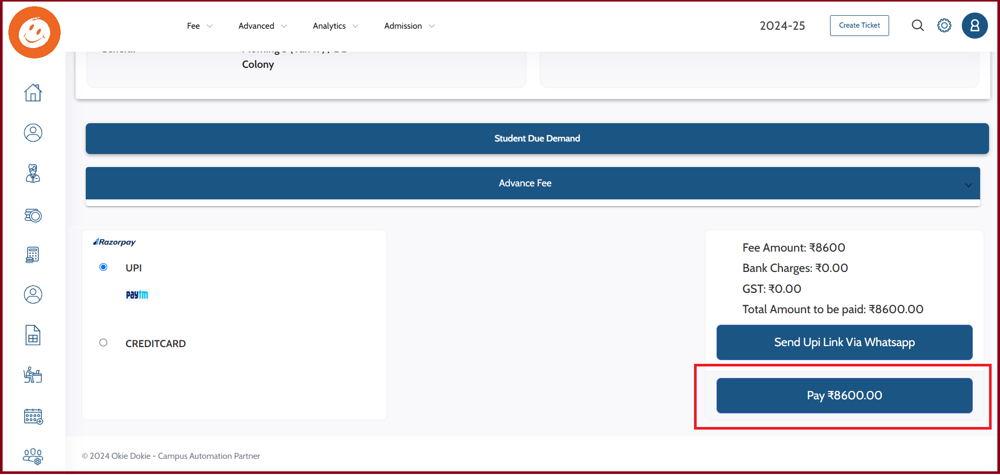 Fee
Advanced
Analytics
Admission
2024-25
Create Ticket
Colony
Student Due Demand
Advance Fee
Razorpay
UPI
paytm
CREDITCARD
Fee Amount: ₹8600
Bank Charges: ₹0.00
GST: ₹0.00
Total Amount to be paid: ₹8600.00
Send Upi Link Via Whatsapp
Pay ₹8600.00
© 2024 Okie Dokie - Campus Automation Partner